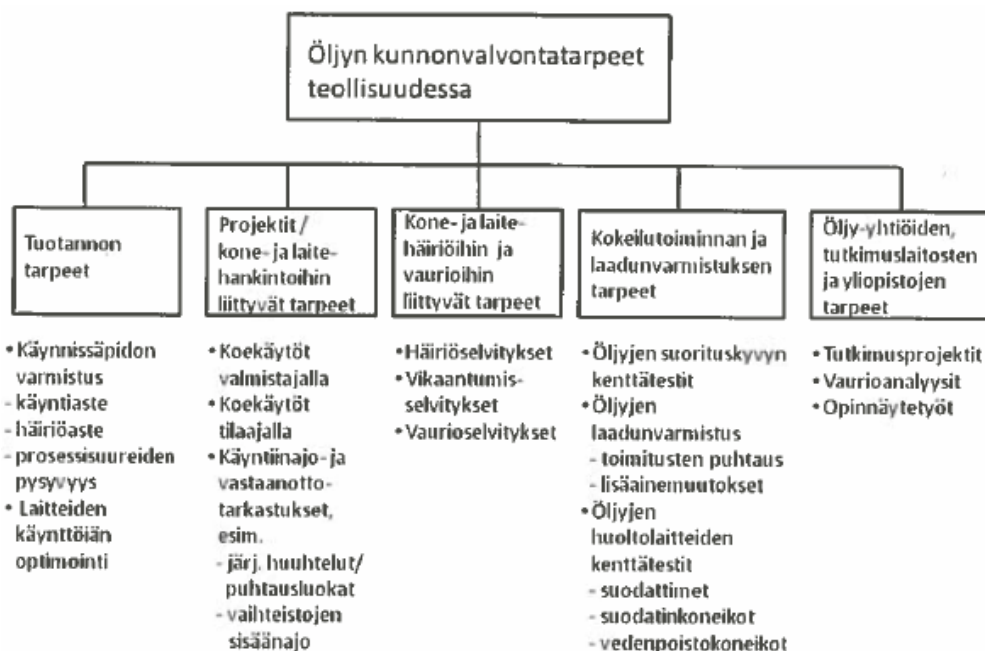 Öljyn kunnonvalvontatarpeet
teollisuudessa
Tuotannon
tarpeet
Projektit /
kone- ja laite-
hankintoihin
liittyvät tarpeet
Kone- ja laite-
häiriöihin ja
vaurioihin
liittyvät tarpeet
Kokeilutoiminnan ja
laadunvarmistuksen
tarpeet
Öljy-yhtiöiden,
tutkimuslaitosten
ja yliopistojen
tarpeet
• Käynnissäpidon
varmistus
- käyntiaste
- häiriöaste
- prosessisuureiden
pysyvyys
• Laitteiden
käynttöiän
optimointi
• Koekäytöt
valmistajalla
• Koekäytöt
tilaajalla
• Käyntiinajo- ja
vastaanotto-
tarkastukset,
esim.
- järj. huuhtelut/
puhtausluokat
- vaihteistojen
sisäänajo
• Häiriöselvitykset
• Vikaantumis-
selvitykset
• Vaurioselvitykset
• Öljyjen suorituskyvyn
kenttätestit
• Öljyjen
laadunvarmistus
- toimitusten puhtaus
- lisäainemuutokset
• Öljyjen
huoltolaitteiden
kenttätestit
- suodattimet
- suodatinkoneikot
- vedenpoistokoneikot
• Tutkimusprojektit
• Vaurioanalyysit
• Opinnäytetyöt